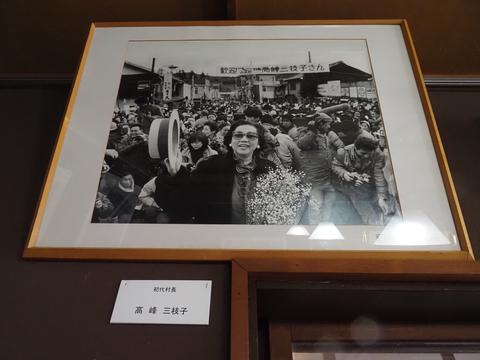 歓迎 高峰三枝子さん
初代村長
高峰 三枝子